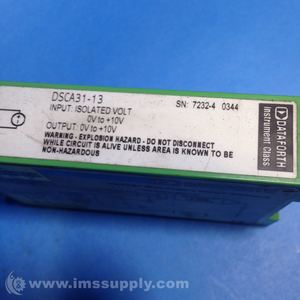 DSCA31-13
INPUT: ISOLATED VOLT
0V to +10V
OUTPUT: 0V to +10V
WARNING - EXPLOSION HAZARD - DO NOT DISCONNECT
WHILE CIRCUIT IS ALIVE UNLESS AREA IS KNOWN TO BE
NON-HAZARDOUS
SN: 7232-4 0344
DATAFORTH
Instrument Class
© www.imssupply.com